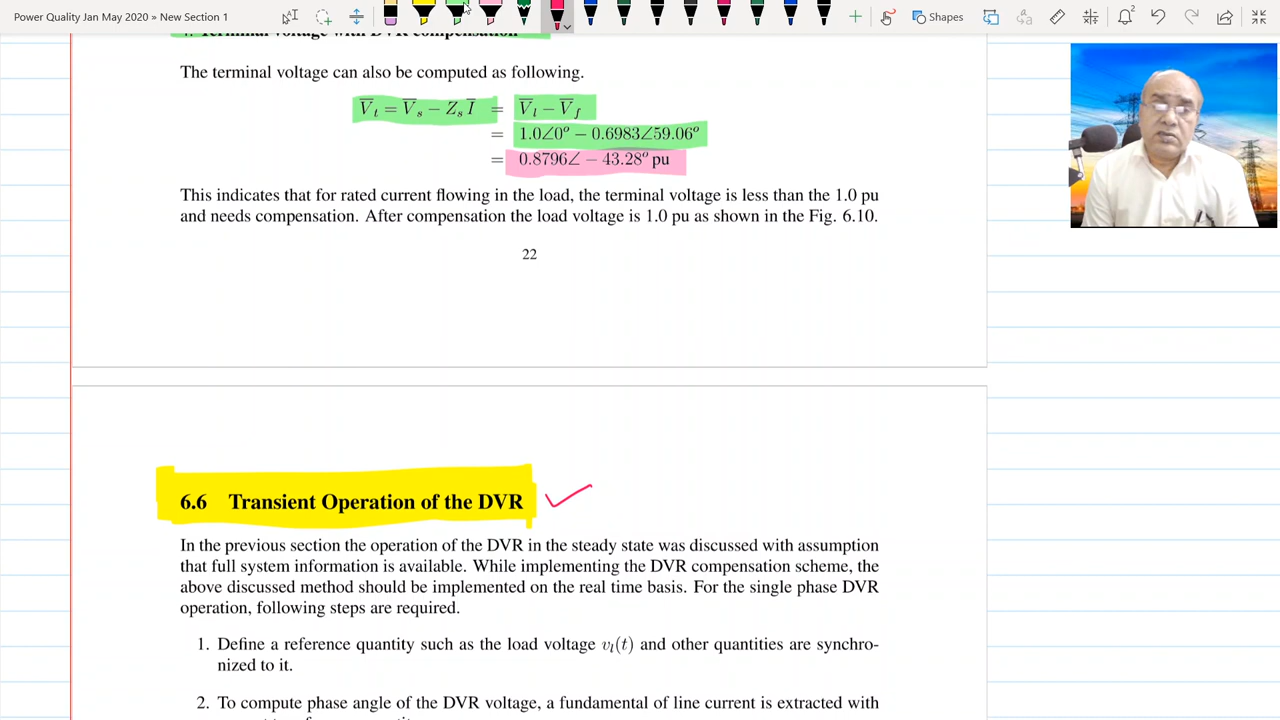 Power Quality Jan May 2020 » New Section 1
Shapes
4. Terminal voltage with DVR compensation
The terminal voltage can also be computed as following.
V̅t = V̅s − Zs I̅ = V̅l − V̅f
= 1.0∠0° − 0.6983∠59.06°
= 0.8796∠ − 43.28° pu
This indicates that for rated current flowing in the load, the terminal voltage is less than the 1.0 pu
and needs compensation. After compensation the load voltage is 1.0 pu as shown in the Fig. 6.10.
22
6.6 Transient Operation of the DVR
In the previous section the operation of the DVR in the steady state was discussed with assumption
that full system information is available. While implementing the DVR compensation scheme, the
above discussed method should be implemented on the real time basis. For the single phase DVR
operation, following steps are required.
1. Define a reference quantity such as the load voltage vl(t) and other quantities are synchro-
nized to it.
2. To compute phase angle of the DVR voltage, a fundamental of line current is extracted with